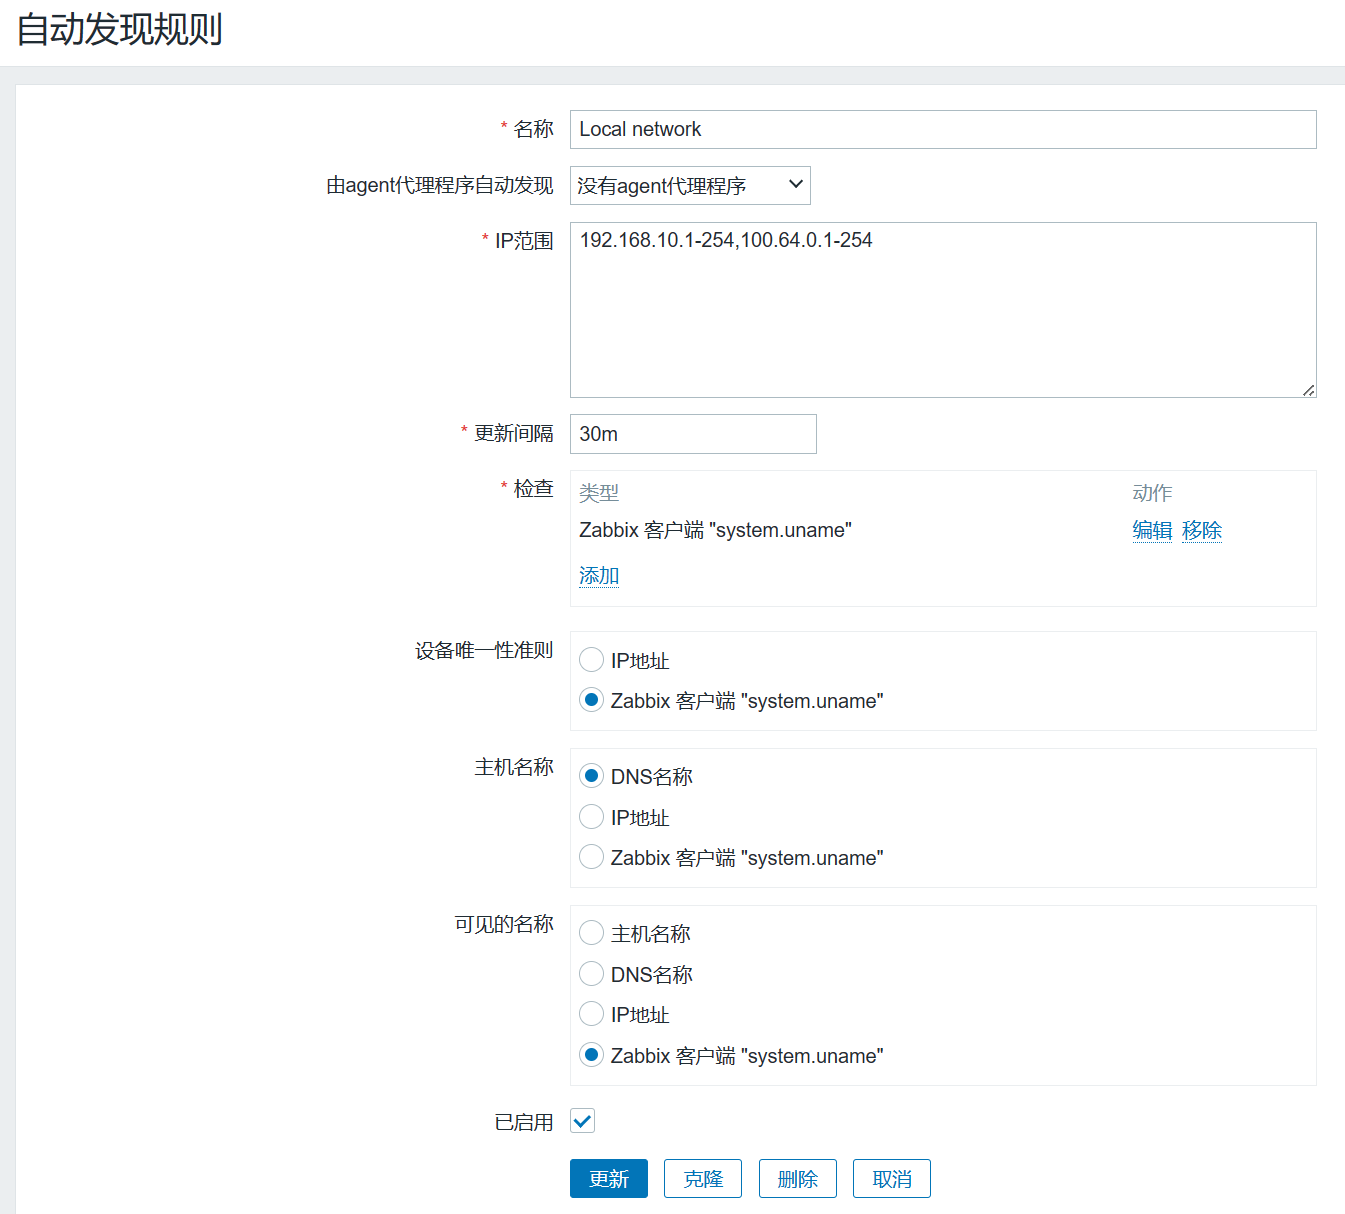 自动发现规则
* 名称 Local network
由agent代理程序自动发现 没有agent代理程序
* IP范围 192.168.10.1-254,100.64.0.1-254
* 更新间隔 30m
* 检查 类型 动作
Zabbix 客户端 "system.uname" 编辑 移除
添加
设备唯一性准则 IP地址
Zabbix 客户端 "system.uname"
主机名称 DNS名称
IP地址
Zabbix 客户端 "system.uname"
可见的名称 主机名称
DNS名称
IP地址
Zabbix 客户端 "system.uname"
已启用
更新 克隆 删除 取消